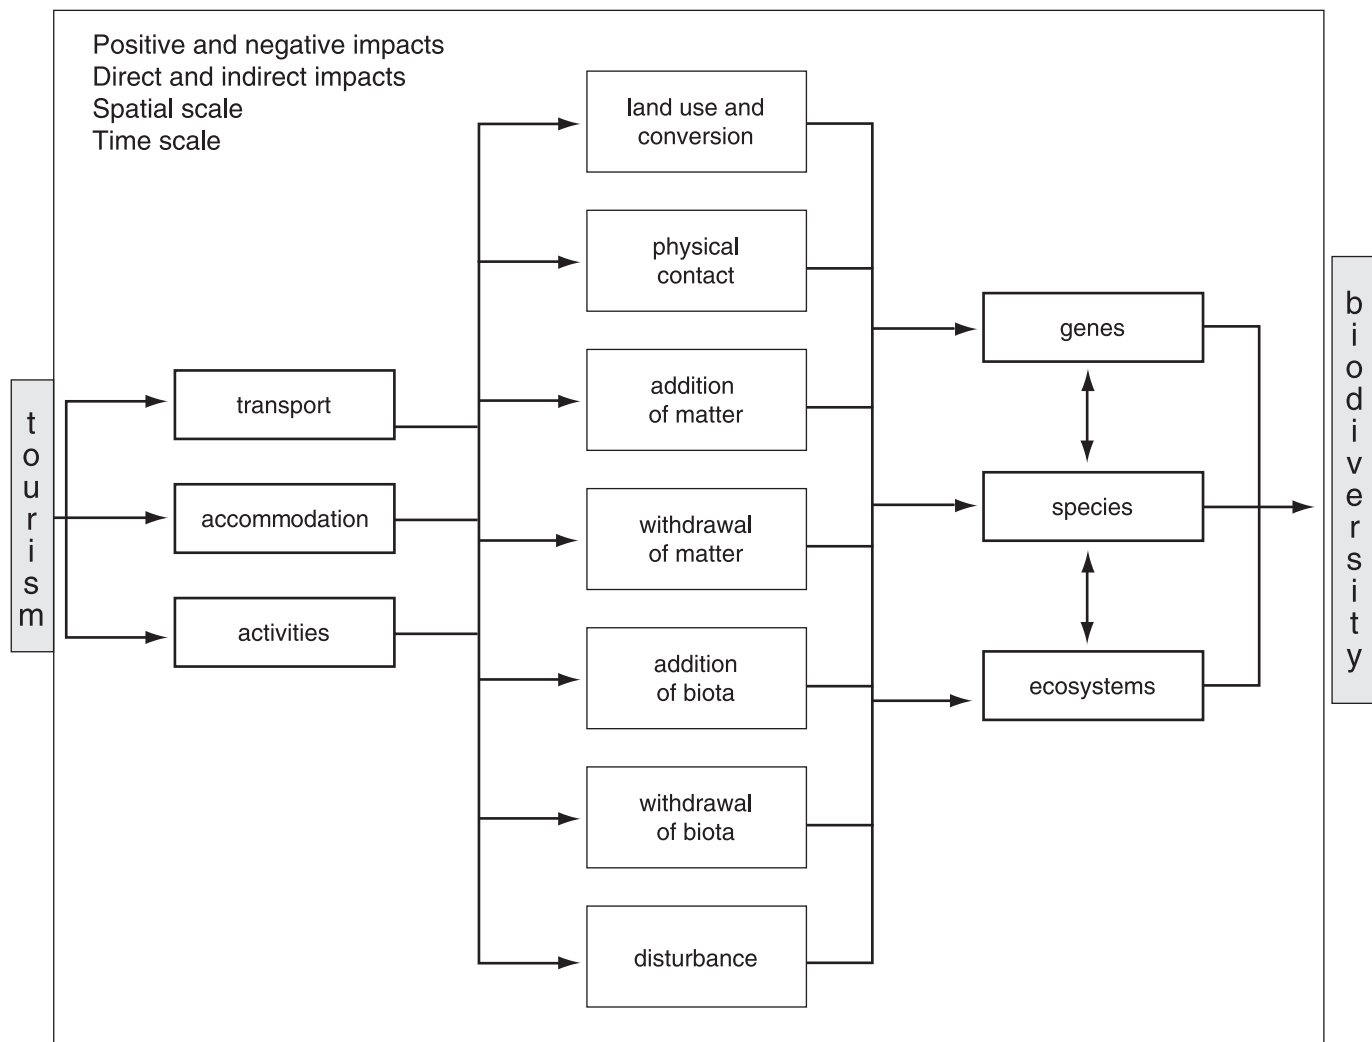 Positive and negative impacts
Direct and indirect impacts
Spatial scale
Time scale
tourism
transport
accommodation
activities
land use and
conversion
physical
contact
addition
of matter
withdrawal
of matter
addition
of biota
withdrawal
of biota
disturbance
genes
species
ecosystems
biodiversity